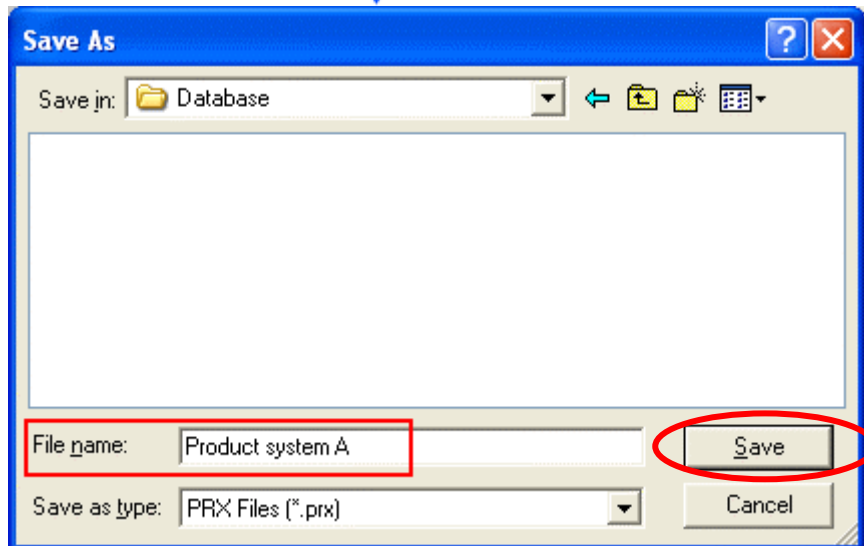 Save As
Save in: Database
File name: Product system A
Save
Save as type: PRX Files (*.prx)
Cancel